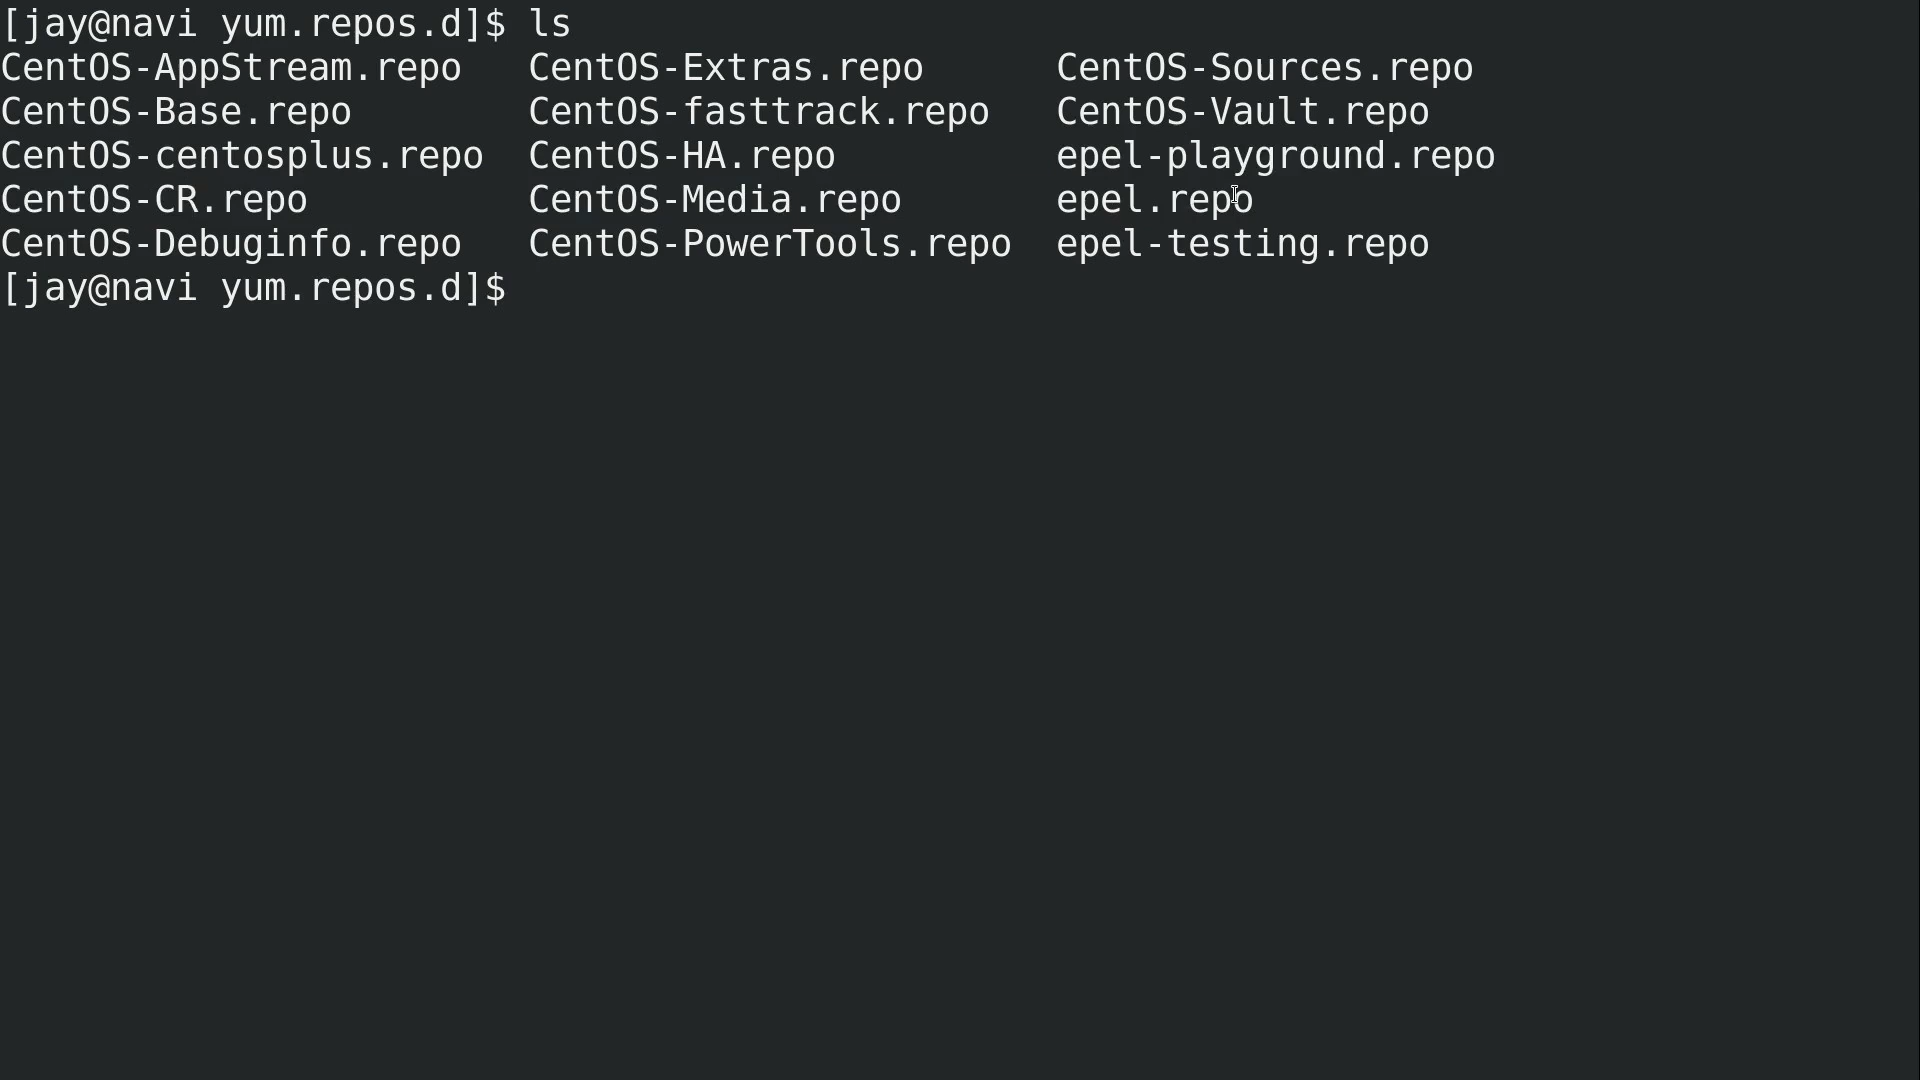 [jay@navi yum.repos.d]$ ls
CentOS-AppStream.repo   CentOS-Extras.repo      CentOS-Sources.repo
CentOS-Base.repo        CentOS-fasttrack.repo   CentOS-Vault.repo
CentOS-centosplus.repo  CentOS-HA.repo          epel-playground.repo
CentOS-CR.repo          CentOS-Media.repo       epel.repo
CentOS-Debuginfo.repo   CentOS-PowerTools.repo  epel-testing.repo
[jay@navi yum.repos.d]$